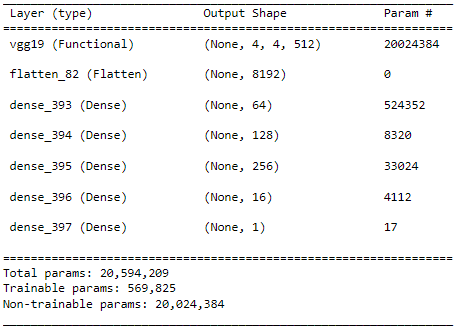 Layer (type) Output Shape Param #
vgg19 (Functional) (None, 4, 4, 512) 20024384
flatten_82 (Flatten) (None, 8192) 0
dense_393 (Dense) (None, 64) 524352
dense_394 (Dense) (None, 128) 8320
dense_395 (Dense) (None, 256) 33024
dense_396 (Dense) (None, 16) 4112
dense_397 (Dense) (None, 1) 17
Total params: 20,594,209
Trainable params: 569,825
Non-trainable params: 20,024,384